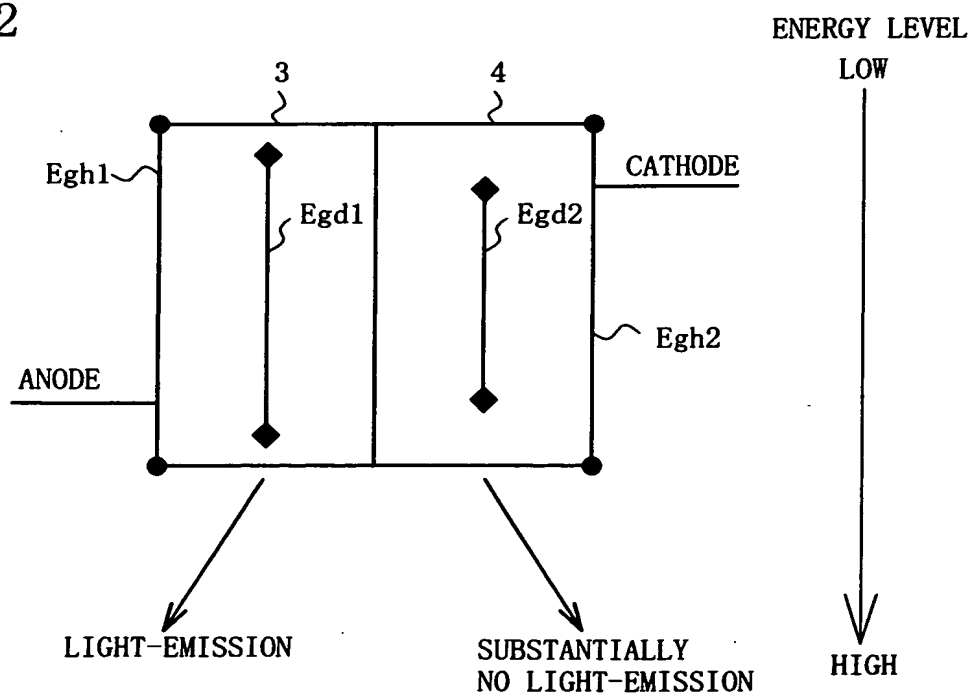 2
ENERGY LEVEL
LOW
3
4
Egh1
CATHODE
Egd1
Egd2
Egh2
ANODE
LIGHT-EMISSION
SUBSTANTIALLY
NO LIGHT-EMISSION
HIGH